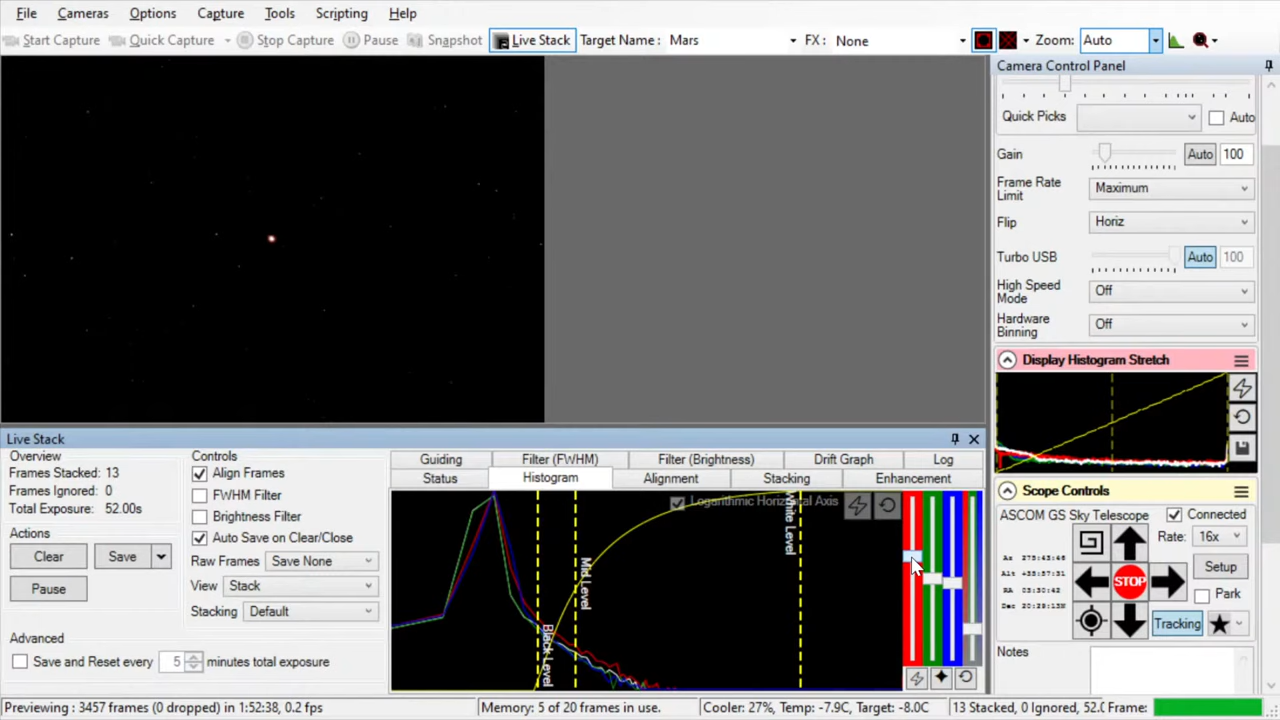 File Cameras Options Capture Tools Scripting Help
Start Capture Quick Capture Stop Capture Pause Snapshot Live Stack Target Name : Mars FX : None Zoom: Auto
Camera Control Panel
Quick Picks Auto
Gain Auto 100
Frame Rate Limit Maximum
Flip Horiz
Turbo USB Auto 100
High Speed Mode Off
Hardware Binning Off
Display Histogram Stretch
Scope Controls
ASCOM GS Sky Telescope Connected
Rate: 16x
STOP
Setup
Park
Tracking
Notes
Live Stack
Overview
Frames Stacked: 13
Frames Ignored: 0
Total Exposure: 52.00s
Actions
Clear Save
Pause
Controls
Align Frames
FWHM Filter
Brightness Filter
Auto Save on Clear/Close
Raw Frames Save None
View Stack
Stacking Default
Advanced
Save and Reset every 5 minutes total exposure
Guiding Filter (FWHM) Filter (Brightness) Drift Graph Log
Status Histogram Alignment Stacking Enhancement
Logarithmic Horizontal Axis
Black Level
Mid Level
White Level
Previewing : 3457 frames (0 dropped) in 1:52:38, 0.2 fps Memory: 5 of 20 frames in use. Cooler: 27%, Temp: -7.9C, Target: -8.0C 13 Stacked, 0 Ignored, 52.0 Frame: